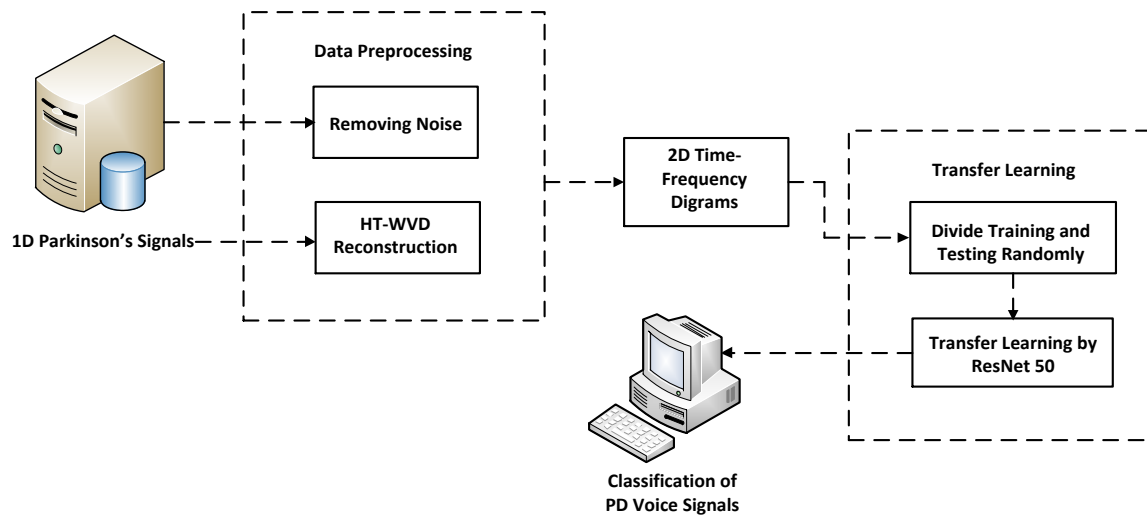 Data Preprocessing
Removing Noise
1D Parkinson's Signals
HT-WVD
Reconstruction
2D Time-
Frequency
Digrams
Transfer Learning
Divide Training and
Testing Randomly
Transfer Learning by
ResNet 50
Classification of
PD Voice Signals